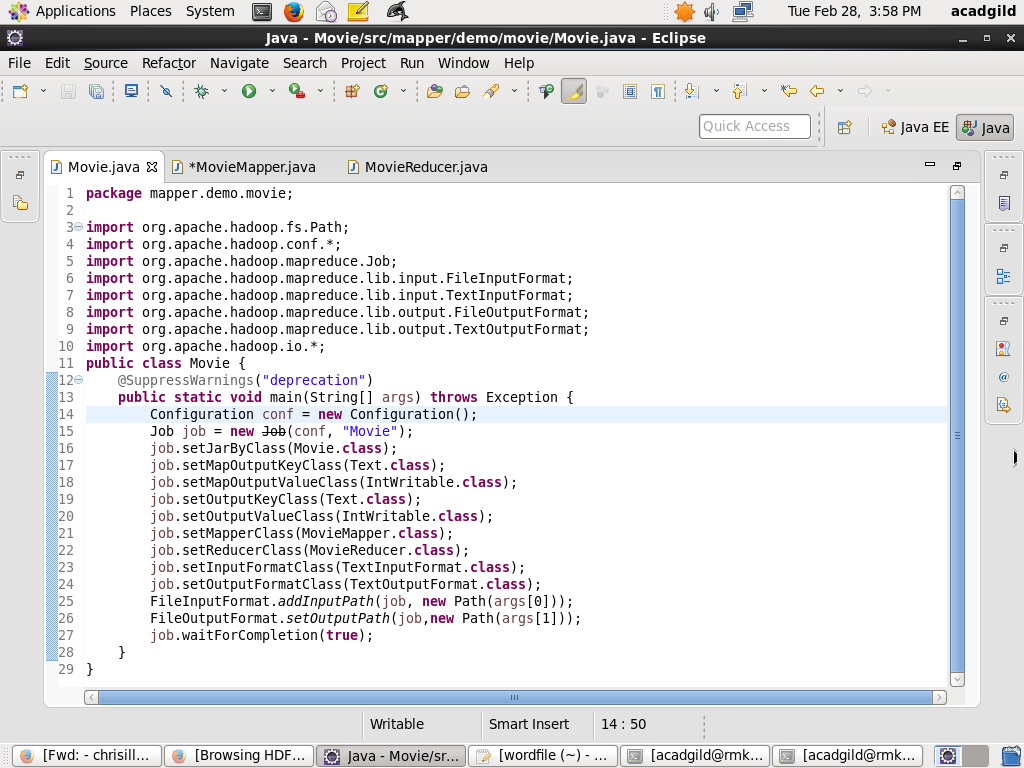 Applications Places System Tue Feb 28, 3:58 PM acadgild
Java - Movie/src/mapper/demo/movie/Movie.java - Eclipse
File Edit Source Refactor Navigate Search Project Run Window Help
Quick Access Java EE Java
Movie.java *MovieMapper.java MovieReducer.java
1 package mapper.demo.movie;
2
3 import org.apache.hadoop.fs.Path;
4 import org.apache.hadoop.conf.*;
5 import org.apache.hadoop.mapreduce.Job;
6 import org.apache.hadoop.mapreduce.lib.input.FileInputFormat;
7 import org.apache.hadoop.mapreduce.lib.input.TextInputFormat;
8 import org.apache.hadoop.mapreduce.lib.output.FileOutputFormat;
9 import org.apache.hadoop.mapreduce.lib.output.TextOutputFormat;
10 import org.apache.hadoop.io.*;
11 public class Movie {
12 @SuppressWarnings("deprecation")
13 public static void main(String[] args) throws Exception {
14 Configuration conf = new Configuration();
15 Job job = new Job(conf, "Movie");
16 job.setJarByClass(Movie.class);
17 job.setMapOutputKeyClass(Text.class);
18 job.setMapOutputValueClass(IntWritable.class);
19 job.setOutputKeyClass(Text.class);
20 job.setOutputValueClass(IntWritable.class);
21 job.setMapperClass(MovieMapper.class);
22 job.setReducerClass(MovieReducer.class);
23 job.setInputFormatClass(TextInputFormat.class);
24 job.setOutputFormatClass(TextOutputFormat.class);
25 FileInputFormat.addInputPath(job, new Path(args[0]));
26 FileOutputFormat.setOutputPath(job,new Path(args[1]));
27 job.waitForCompletion(true);
28 }
29 }
Writable Smart Insert 14 : 50
[Fwd: - chrisill... [Browsing HDF... Java - Movie/sr... [wordfile (~) - ... [acadgild@rmk... [acadgild@rmk...